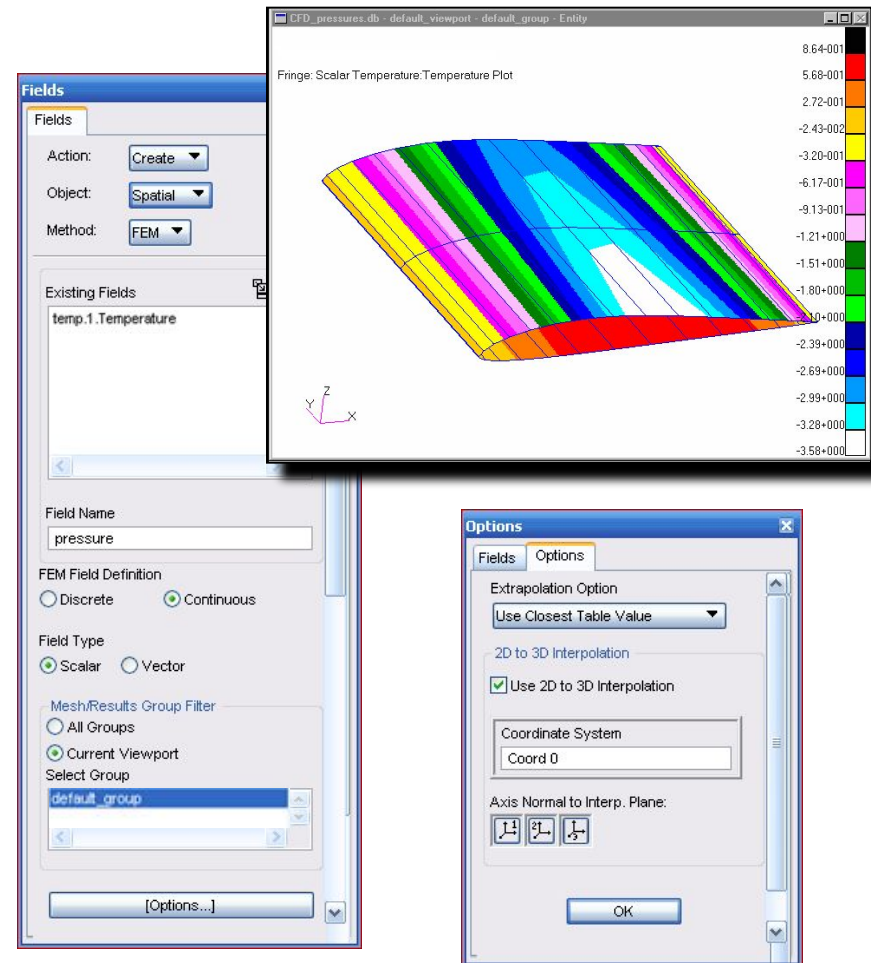 CFD_pressures.db - default_viewport - default_group - Entity
Fringe: Scalar Temperature:Temperature Plot
8.64-001
5.68-001
2.72-001
-2.43-002
-3.20-001
-6.17-001
-9.13-001
-1.21+000
-1.51+000
-1.80+000
-2.10+000
-2.39+000
-2.69+000
-2.99+000
-3.28+000
-3.58+000
Z
Y
X
Fields
Fields
Action: Create
Object: Spatial
Method: FEM
Existing Fields
temp.1.Temperature
Field Name
pressure
FEM Field Definition
Discrete Continuous
Field Type
Scalar Vector
Mesh/Results Group Filter
All Groups
Current Viewport
Select Group
default_group
[Options...]
Options
Fields Options
Extrapolation Option
Use Closest Table Value
2D to 3D Interpolation
Use 2D to 3D Interpolation
Coordinate System
Coord 0
Axis Normal to Interp. Plane:
1 2 3
OK